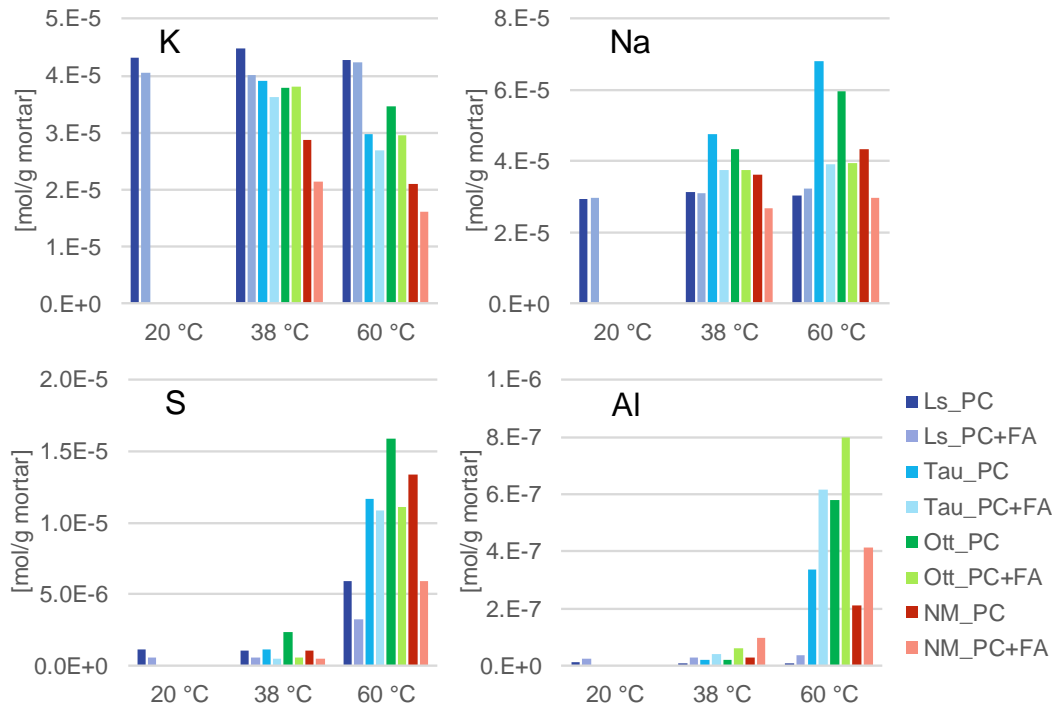 K
[mol/g mortar]
5.E-5
4.E-5
3.E-5
2.E-5
1.E-5
0.E+0
20 °C
38 °C
60 °C
Na
[mol/g mortar]
8.E-5
6.E-5
4.E-5
2.E-5
0.E+0
20 °C
38 °C
60 °C
S
[mol/g mortar]
2.0E-5
1.5E-5
1.0E-5
5.0E-6
0.0E+0
20 °C
38 °C
60 °C
Al
[mol/g mortar]
1.E-6
8.E-7
6.E-7
4.E-7
2.E-7
0.E+0
20 °C
38 °C
60 °C
Ls_PC
Ls_PC+FA
Tau_PC
Tau_PC+FA
Ott_PC
Ott_PC+FA
NM_PC
NM_PC+FA